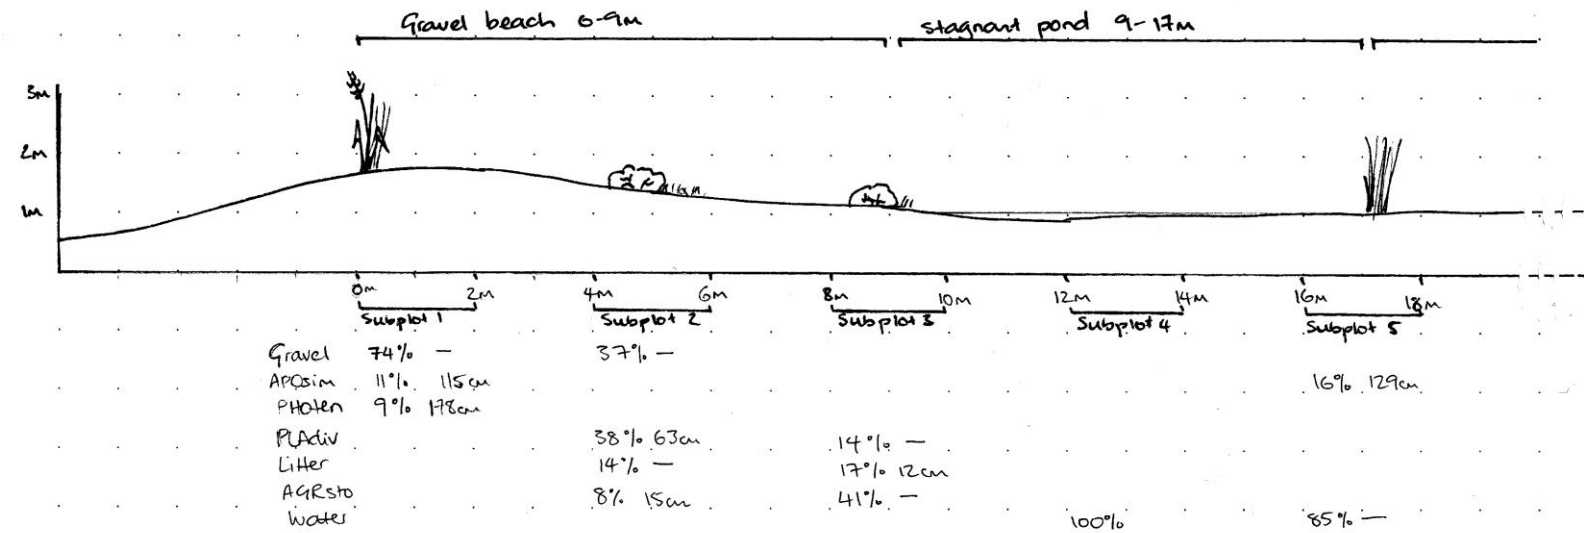 Gravel beach 0-9m
stagnant pond 9-17m
3m
2m
1m
0m 2m 4m 6m 8m 10m 12m 14m 16m 18m
Subplot 1 Subplot 2 Subplot 3 Subplot 4 Subplot 5
Gravel 74% — 37% —
APOsim 11% 115cm 16% 129cm
PHOten 9% 178cm
PLAdiv 38% 63cm 14% —
Litter 14% — 17% 12cm
AGRsto 8% 15cm 41% —
Water 100% 85% —